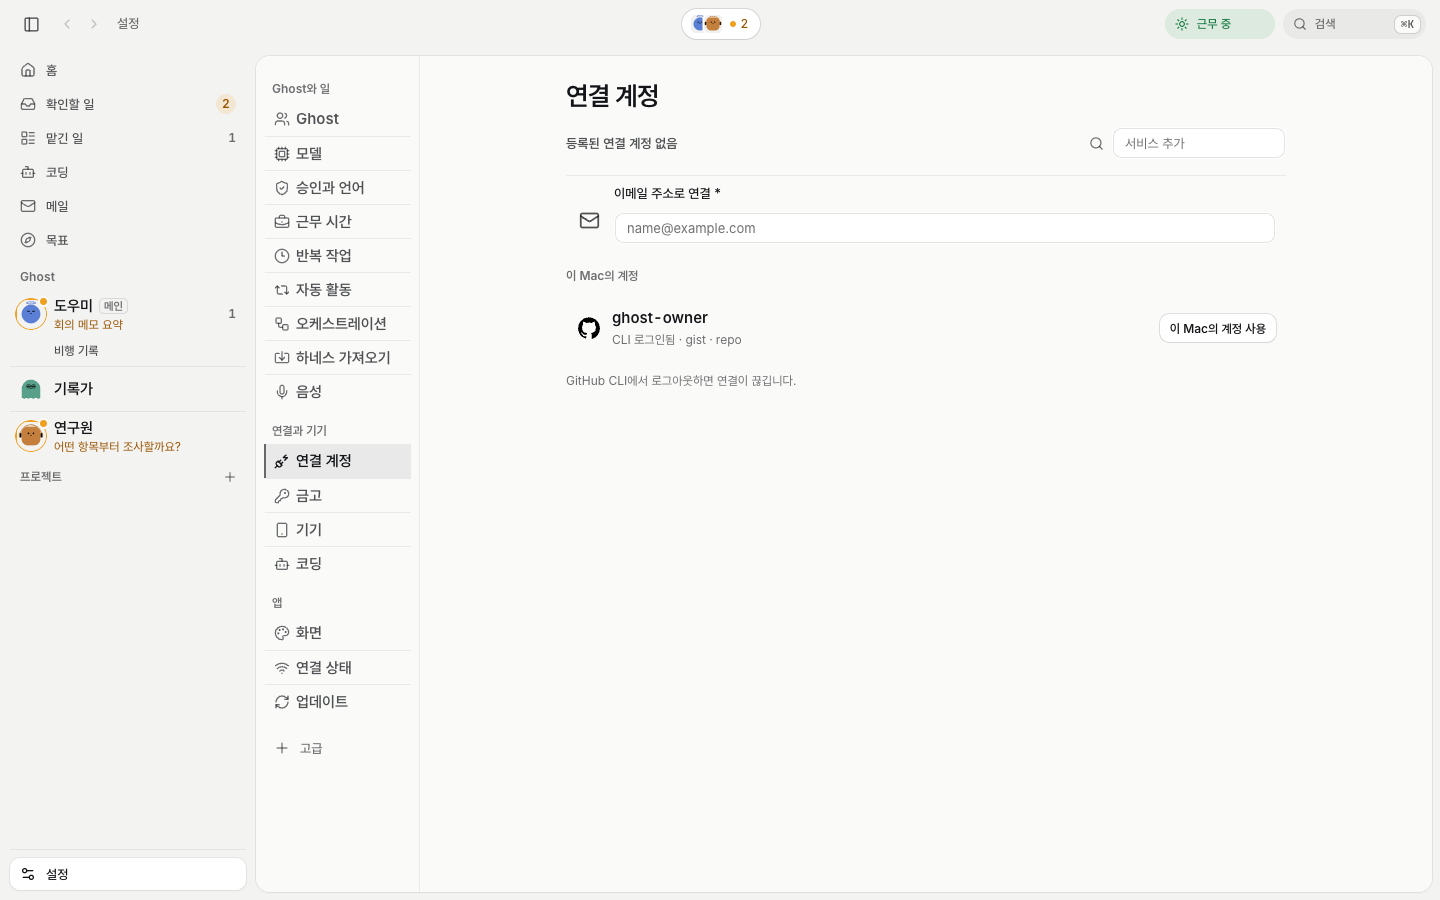 설정
2
근무 중
검색
⌘K
홈
확인할 일
2
맡긴 일
1
코딩
메일
목표
Ghost
도우미
메인
회의 메모 요약
1
비행 기록
기록가
연구원
어떤 항목부터 조사할까요?
프로젝트
설정
Ghost와 일
Ghost
모델
승인과 언어
근무 시간
반복 작업
자동 활동
오케스트레이션
하네스 가져오기
음성
연결과 기기
연결 계정
금고
기기
코딩
앱
화면
연결 상태
업데이트
고급
연결 계정
등록된 연결 계정 없음
서비스 추가
이메일 주소로 연결 *
name@example.com
이 Mac의 계정
ghost-owner
CLI 로그인됨 · gist · repo
이 Mac의 계정 사용
GitHub CLI에서 로그아웃하면 연결이 끊깁니다.